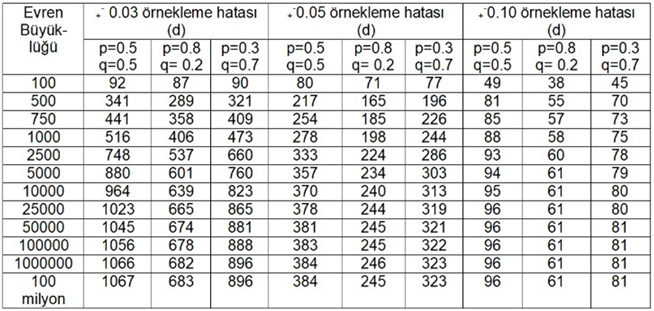 Evren Büyük-lüğü | +- 0.03 örnekleme hatası (d) | +-0.05 örnekleme hatası (d) | +-0.10 örnekleme hatası (d)
p=0.5 q=0.5 | p=0.8 q= 0.2 | p=0.3 q=0.7 | p=0.5 q=0.5 | p=0.8 q= 0.2 | p=0.3 q=0.7 | p=0.5 q=0.5 | p=0.8 q= 0.2 | p=0.3 q=0.7
100 | 92 | 87 | 90 | 80 | 71 | 77 | 49 | 38 | 45
500 | 341 | 289 | 321 | 217 | 165 | 196 | 81 | 55 | 70
750 | 441 | 358 | 409 | 254 | 185 | 226 | 85 | 57 | 73
1000 | 516 | 406 | 473 | 278 | 198 | 244 | 88 | 58 | 75
2500 | 748 | 537 | 660 | 333 | 224 | 286 | 93 | 60 | 78
5000 | 880 | 601 | 760 | 357 | 234 | 303 | 94 | 61 | 79
10000 | 964 | 639 | 823 | 370 | 240 | 313 | 95 | 61 | 80
25000 | 1023 | 665 | 865 | 378 | 244 | 319 | 96 | 61 | 80
50000 | 1045 | 674 | 881 | 381 | 245 | 321 | 96 | 61 | 81
100000 | 1056 | 678 | 888 | 383 | 245 | 322 | 96 | 61 | 81
1000000 | 1066 | 682 | 896 | 384 | 246 | 323 | 96 | 61 | 81
100 milyon | 1067 | 683 | 896 | 384 | 245 | 323 | 96 | 61 | 81